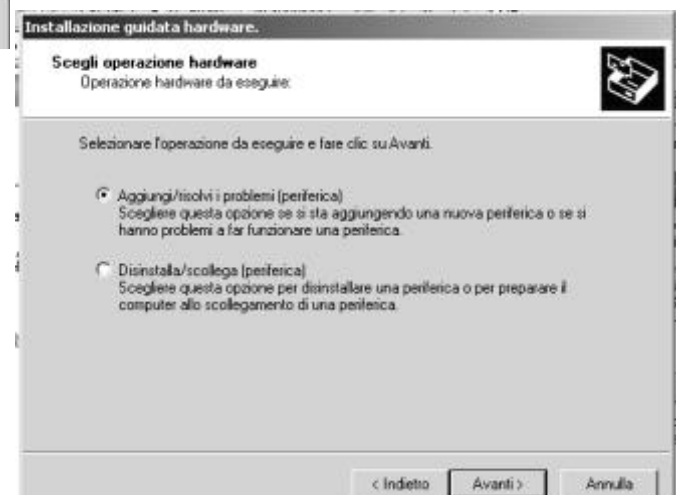 Installazione guidata hardware.
Scegli operazione hardware
Operazione hardware da eseguire:
Selezionare l'operazione da eseguire e fare clic su Avanti.
Aggiungi/risolvi i problemi (periferica)
Scegliere questa opzione se si sta aggiungendo una nuova periferica o se si
hanno problemi a far funzionare una periferica.
Disinstalla/scollega (periferica)
Scegliere questa opzione per disinstallare una periferica o per preparare il
computer allo scollegamento di una periferica.
< Indietro
Avanti >
Annulla